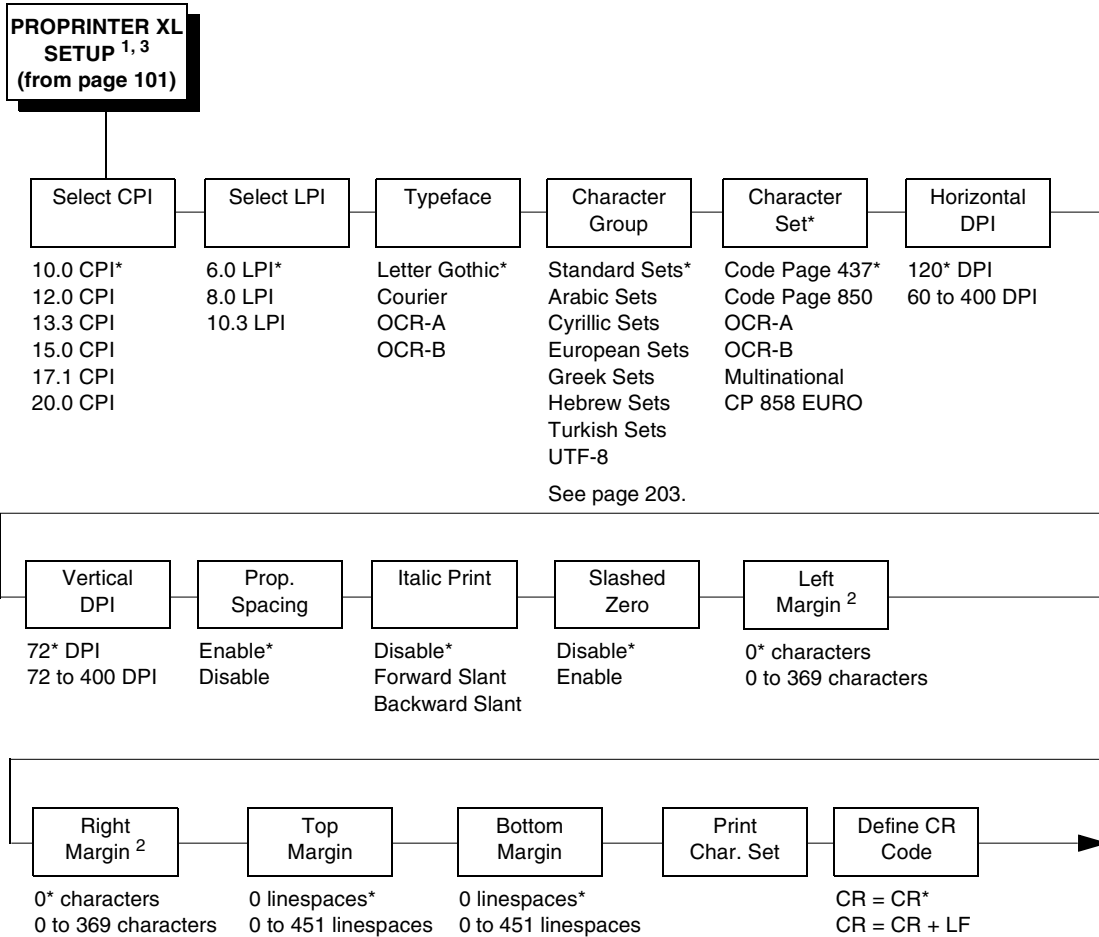 PROPRINTER XL
SETUP 1, 3
(from page 101)
Select CPI
10.0 CPI*
12.0 CPI
13.3 CPI
15.0 CPI
17.1 CPI
20.0 CPI
Select LPI
6.0 LPI*
8.0 LPI
10.3 LPI
Typeface
Letter Gothic*
Courier
OCR-A
OCR-B
Character
Group
Standard Sets*
Arabic Sets
Cyrillic Sets
European Sets
Greek Sets
Hebrew Sets
Turkish Sets
UTF-8
See page 203.
Character
Set*
Code Page 437*
Code Page 850
OCR-A
OCR-B
Multinational
CP 858 EURO
Horizontal
DPI
120* DPI
60 to 400 DPI
Vertical
DPI
72* DPI
72 to 400 DPI
Prop.
Spacing
Enable*
Disable
Italic Print
Disable*
Forward Slant
Backward Slant
Slashed
Zero
Disable*
Enable
Left
Margin 2
0* characters
0 to 369 characters
Right
Margin 2
0* characters
0 to 369 characters
Top
Margin
0 linespaces*
0 to 451 linespaces
Bottom
Margin
0 linespaces*
0 to 451 linespaces
Print
Char. Set
Define CR
Code
CR = CR*
CR = CR + LF